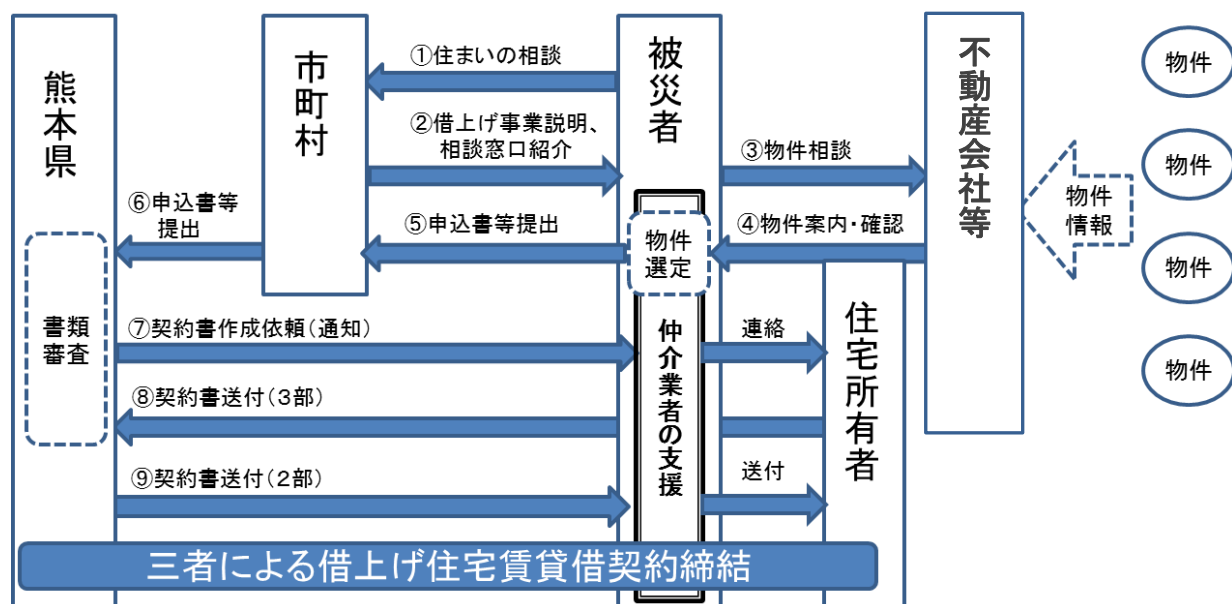 熊本県
市町村
被災者
不動産会社等
物件
物件
物件
物件
物件
情報
①住まいの相談
②借上げ事業説明、
相談窓口紹介
③物件相談
④物件案内・確認
⑤申込書等提出
⑥申込書等
提出
物件
選定
書類
審査
⑦契約書作成依頼(通知)
連絡
⑧契約書送付(3部)
⑨契約書送付(2部)
送付
仲介業者の支援
住宅所有者
三者による借上げ住宅賃貸借契約締結